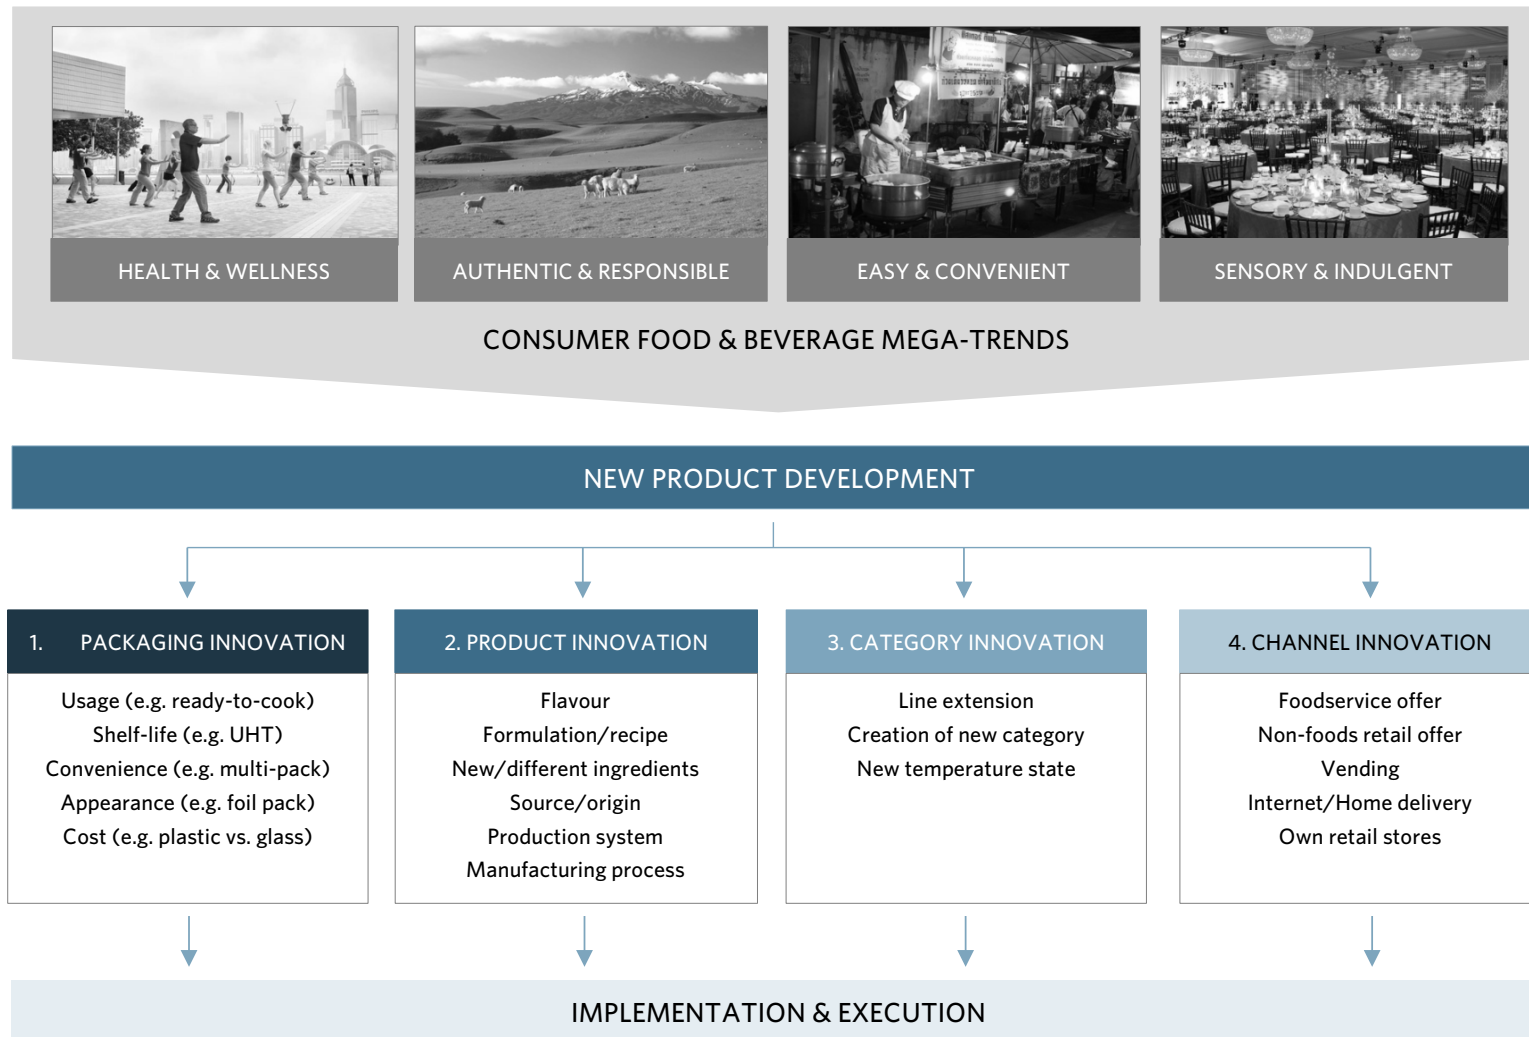 HEALTH & WELLNESS
AUTHENTIC & RESPONSIBLE
EASY & CONVENIENT
SENSORY & INDULGENT
CONSUMER FOOD & BEVERAGE MEGA-TRENDS
NEW PRODUCT DEVELOPMENT
1. PACKAGING INNOVATION
Usage (e.g. ready-to-cook)
Shelf-life (e.g. UHT)
Convenience (e.g. multi-pack)
Appearance (e.g. foil pack)
Cost (e.g. plastic vs. glass)
2. PRODUCT INNOVATION
Flavour
Formulation/recipe
New/different ingredients
Source/origin
Production system
Manufacturing process
3. CATEGORY INNOVATION
Line extension
Creation of new category
New temperature state
4. CHANNEL INNOVATION
Foodservice offer
Non-foods retail offer
Vending
Internet/Home delivery
Own retail stores
IMPLEMENTATION & EXECUTION